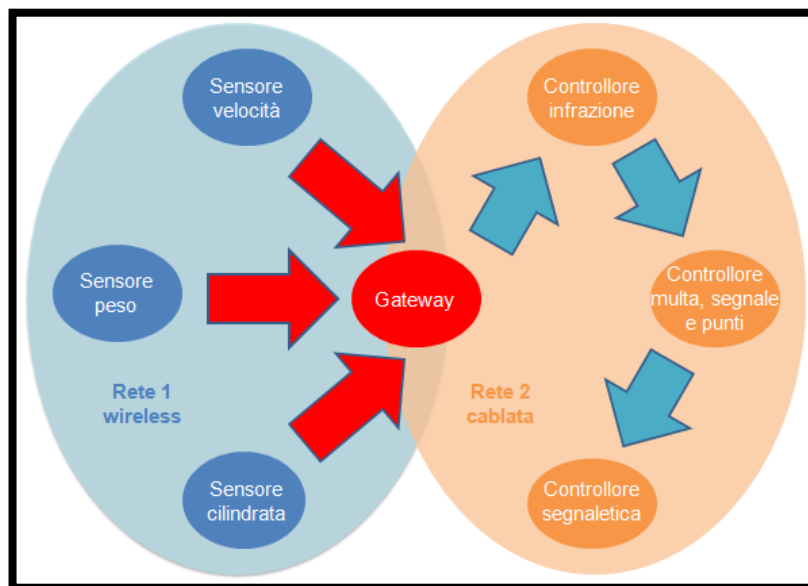 Sensore
velocità
Controllore
infrazione
Sensore
peso
Gateway
Controllore
multa, segnale
e punti
Rete 1
wireless
Rete 2
cablata
Sensore
cilindrata
Controllore
segnaletica